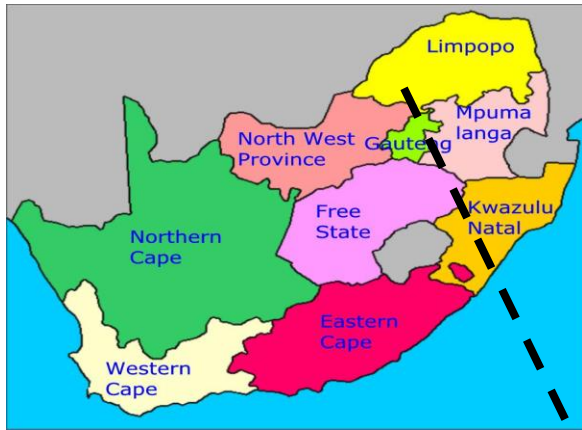 Limpopo
Mpuma
langa
North West
Province
Gauteng
Free
State
Kwazulu
Natal
Northern
Cape
Eastern
Cape
Western
Cape